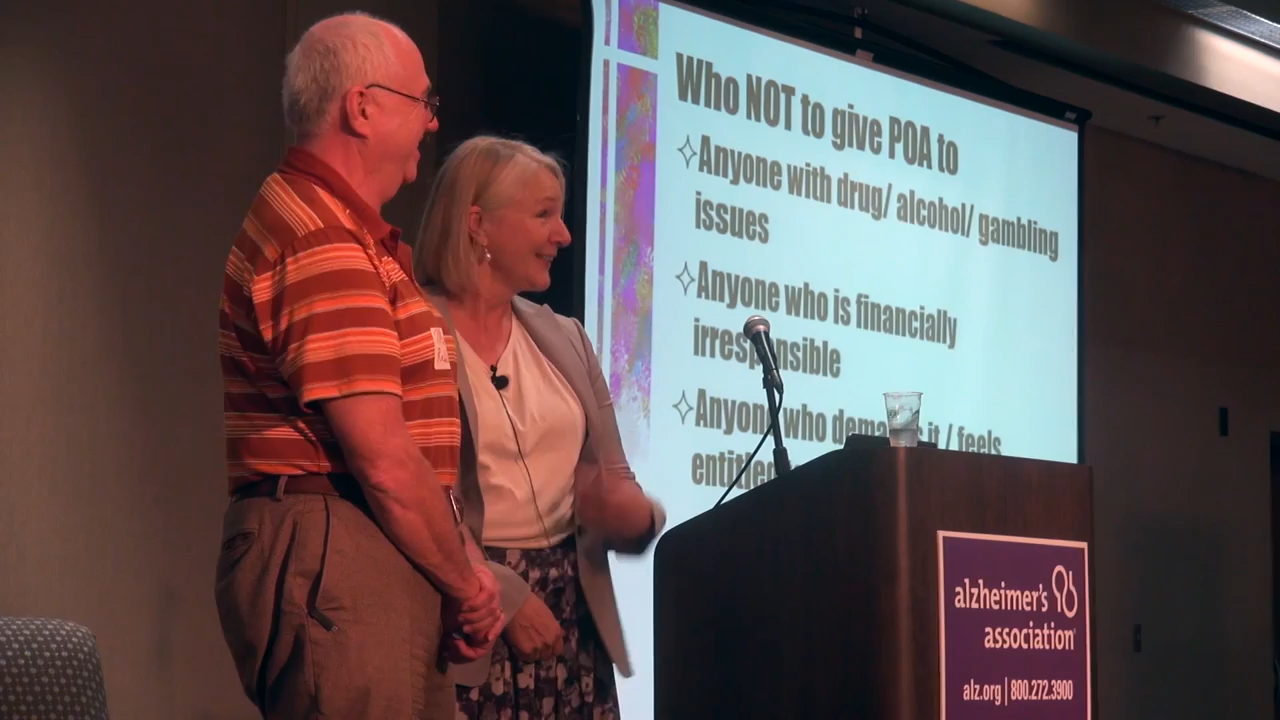 Who NOT to give POA to
Anyone with drug/ alcohol/ gambling
issues
Anyone who is financially
irresponsible
who it / feels
alzheimer's
association
alz.org | 800.272.3900